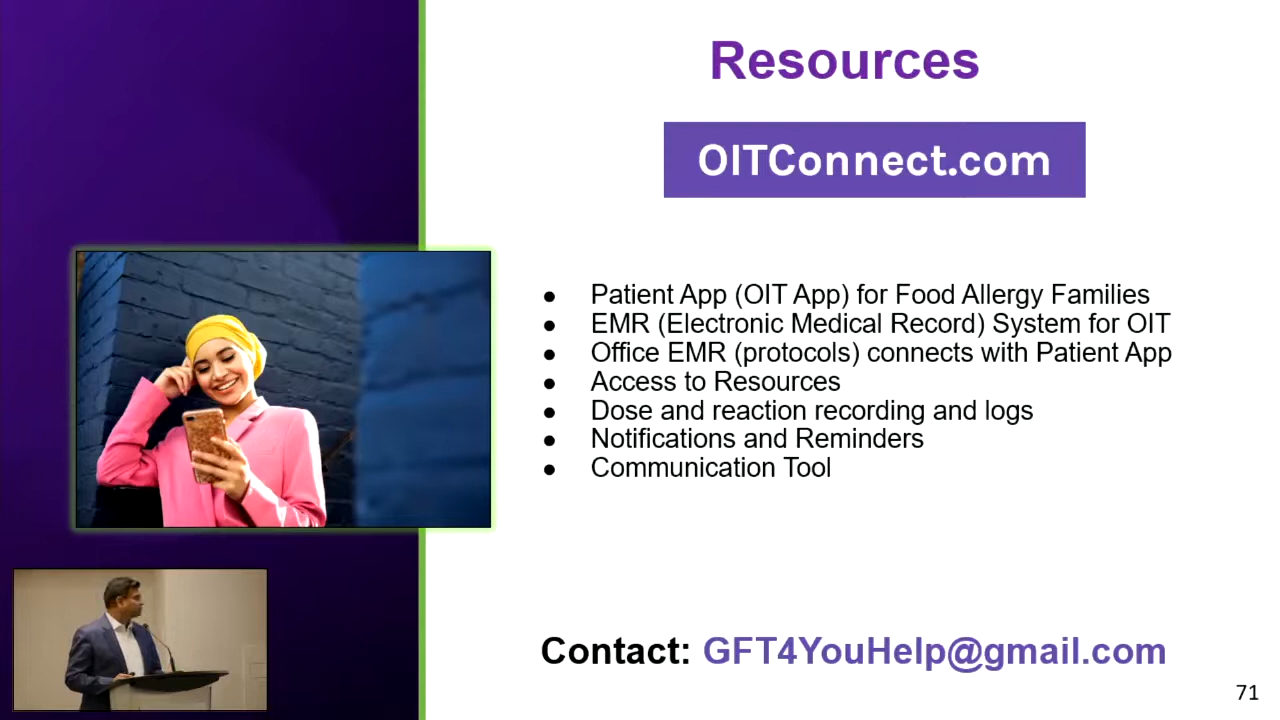 Resources
OITConnect.com
● Patient App (OIT App) for Food Allergy Families
● EMR (Electronic Medical Record) System for OIT
● Office EMR (protocols) connects with Patient App
● Access to Resources
● Dose and reaction recording and logs
● Notifications and Reminders
● Communication Tool
Contact: GFT4YouHelp@gmail.com
71